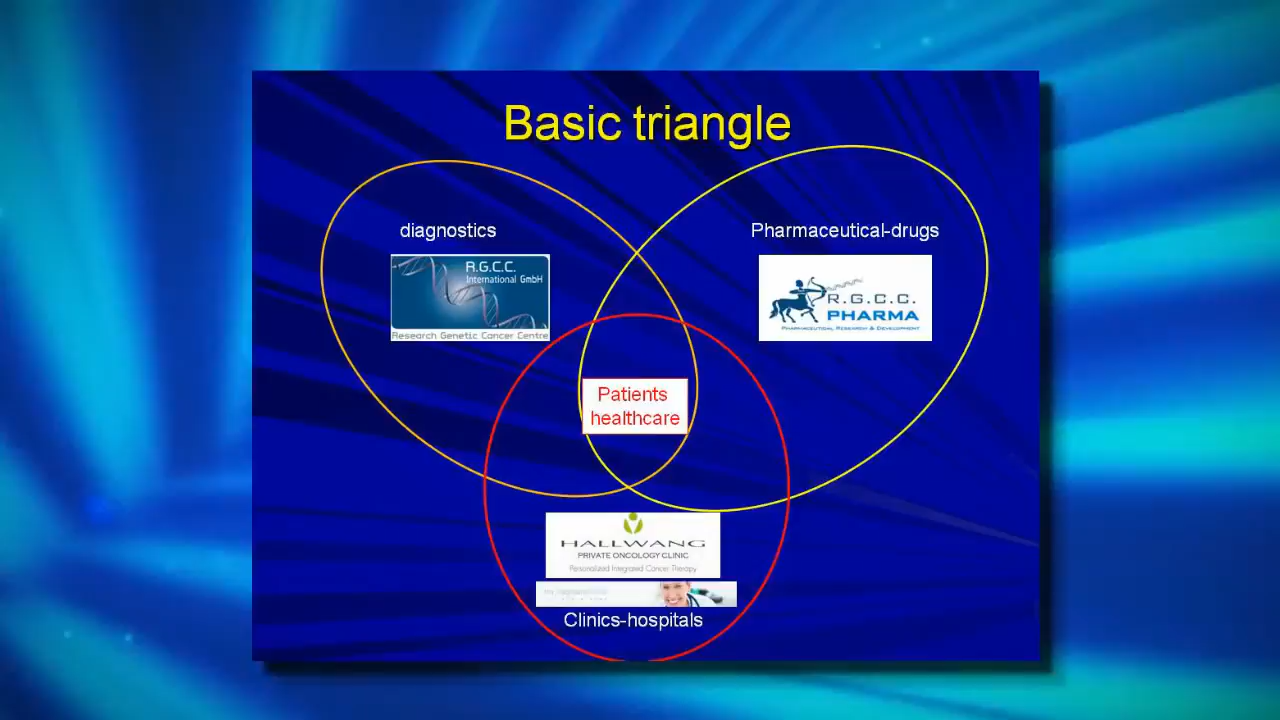 Basic triangle
diagnostics
Pharmaceutical-drugs
R.G.C.C.
International GmbH
Research Genetic Cancer Centre
R.G.C.C.
PHARMA
PHARMACEUTICAL RESEARCH & DEVELOPMENT
Patients
healthcare
HALLWANG
PRIVATE ONCOLOGY CLINIC
Personalized Integrated Cancer Therapy
Clinics-hospitals